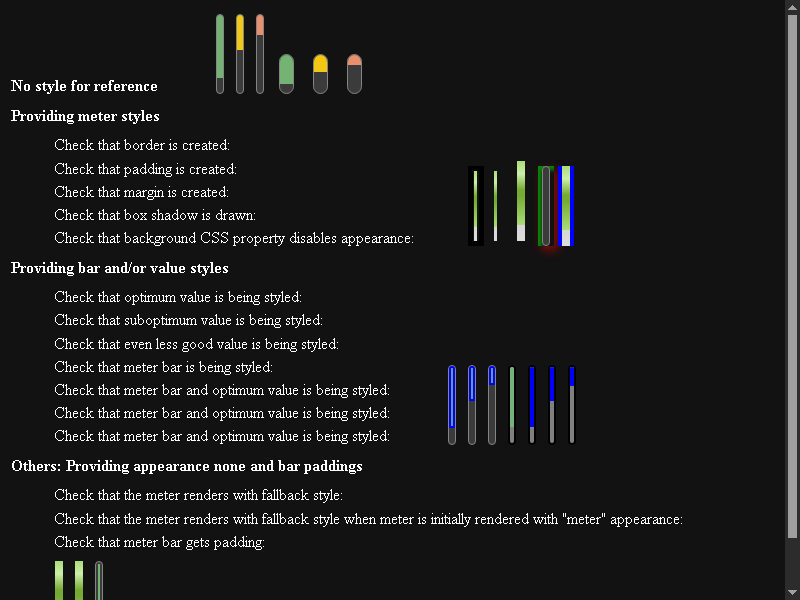 No style for reference
Providing meter styles
Check that border is created:
Check that padding is created:
Check that margin is created:
Check that box shadow is drawn:
Check that background CSS property disables appearance:
Providing bar and/or value styles
Check that optimum value is being styled:
Check that suboptimum value is being styled:
Check that even less good value is being styled:
Check that meter bar is being styled:
Check that meter bar and optimum value is being styled:
Check that meter bar and optimum value is being styled:
Check that meter bar and optimum value is being styled:
Others: Providing appearance none and bar paddings
Check that the meter renders with fallback style:
Check that the meter renders with fallback style when meter is initially rendered with "meter" appearance:
Check that meter bar gets padding: